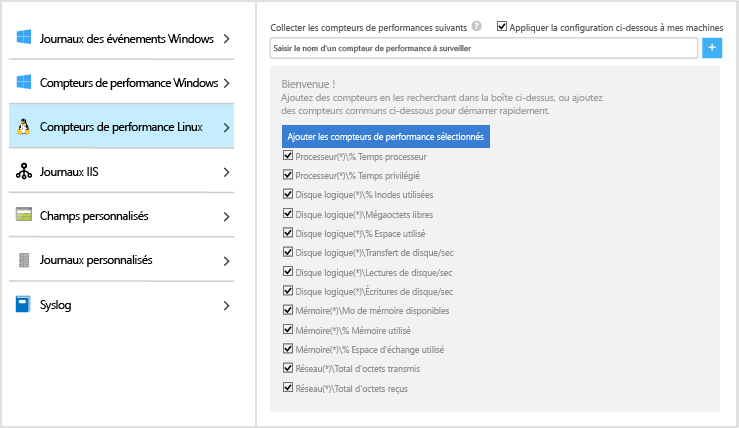 Journaux des événements Windows
Compteurs de performance Windows
Compteurs de performance Linux
Journaux IIS
Champs personnalisés
Journaux personnalisés
Syslog
Collecter les compteurs de performances suivants ?
Appliquer la configuration ci-dessous à mes machines
Saisir le nom d'un compteur de performance à surveiller
+
Bienvenue !
Ajoutez des compteurs en les recherchant dans la boîte ci-dessus, ou ajoutez
des compteurs communs ci-dessous pour démarrer rapidement.
Ajouter les compteurs de performance sélectionnés
Processeur(*)\% Temps processeur
Processeur(*)\% Temps privilégié
Disque logique(*)\% Inodes utilisées
Disque logique(*)\Mégaoctets libres
Disque logique(*)\% Espace utilisé
Disque logique(*)\Transfert de disque/sec
Disque logique(*)\Lectures de disque/sec
Disque logique(*)\Écritures de disque/sec
Mémoire(*)\Mo de mémoire disponibles
Mémoire(*)\% Mémoire utilisé
Mémoire(*)\% Espace d'échange utilisé
Réseau(*)\Total d'octets transmis
Réseau(*)\Total d'octets reçus